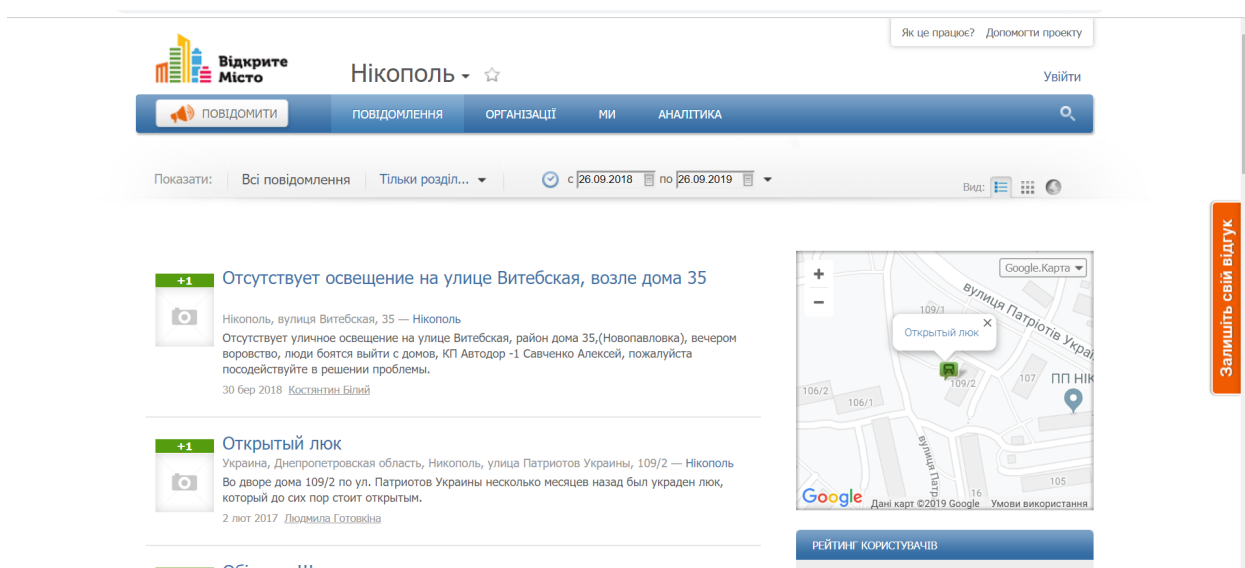 Як це працює? Допомогти проекту
Відкрите
Місто
Нікополь
Увійти
ПОВІДОМИТИ
ПОВІДОМЛЕННЯ ОРГАНІЗАЦІЇ МИ АНАЛІТИКА
Показати: Всі повідомлення Тільки розділ... с 26.09.2018 по 26.09.2019
Вид:
Залишіть свій відгук
+1
Отсутствует освещение на улице Витебская, возле дома 35
Нікополь, вулиця Витебская, 35 — Нікополь
Отсутствует уличное освещение на улице Витебская, район дома 35,(Новопавловка), вечером
воровство, люди боятся выйти с домов, КП Автодор -1 Савченко Алексей, пожалуйста
посодействуйте в решении проблемы.
30 бер 2018 Костянтин Білий
+1
Открытый люк
Украина, Днепропетровская область, Никополь, улица Патриотов Украины, 109/2 — Нікополь
Во дворе дома 109/2 по ул. Патриотов Украины несколько месяцев назад был украден люк,
который до сих пор стоит открытым.
2 лют 2017 Людмила Готовкіна
+
−
Google.Карта
вулиця Патріотів Украї
109/1
Открытый люк
109/2
107
ПП НІК
106/2
106/1
вулиця Патр
105
16
Google
Дані карт ©2019 Google Умови використання
РЕЙТИНГ КОРИСТУВАЧІВ